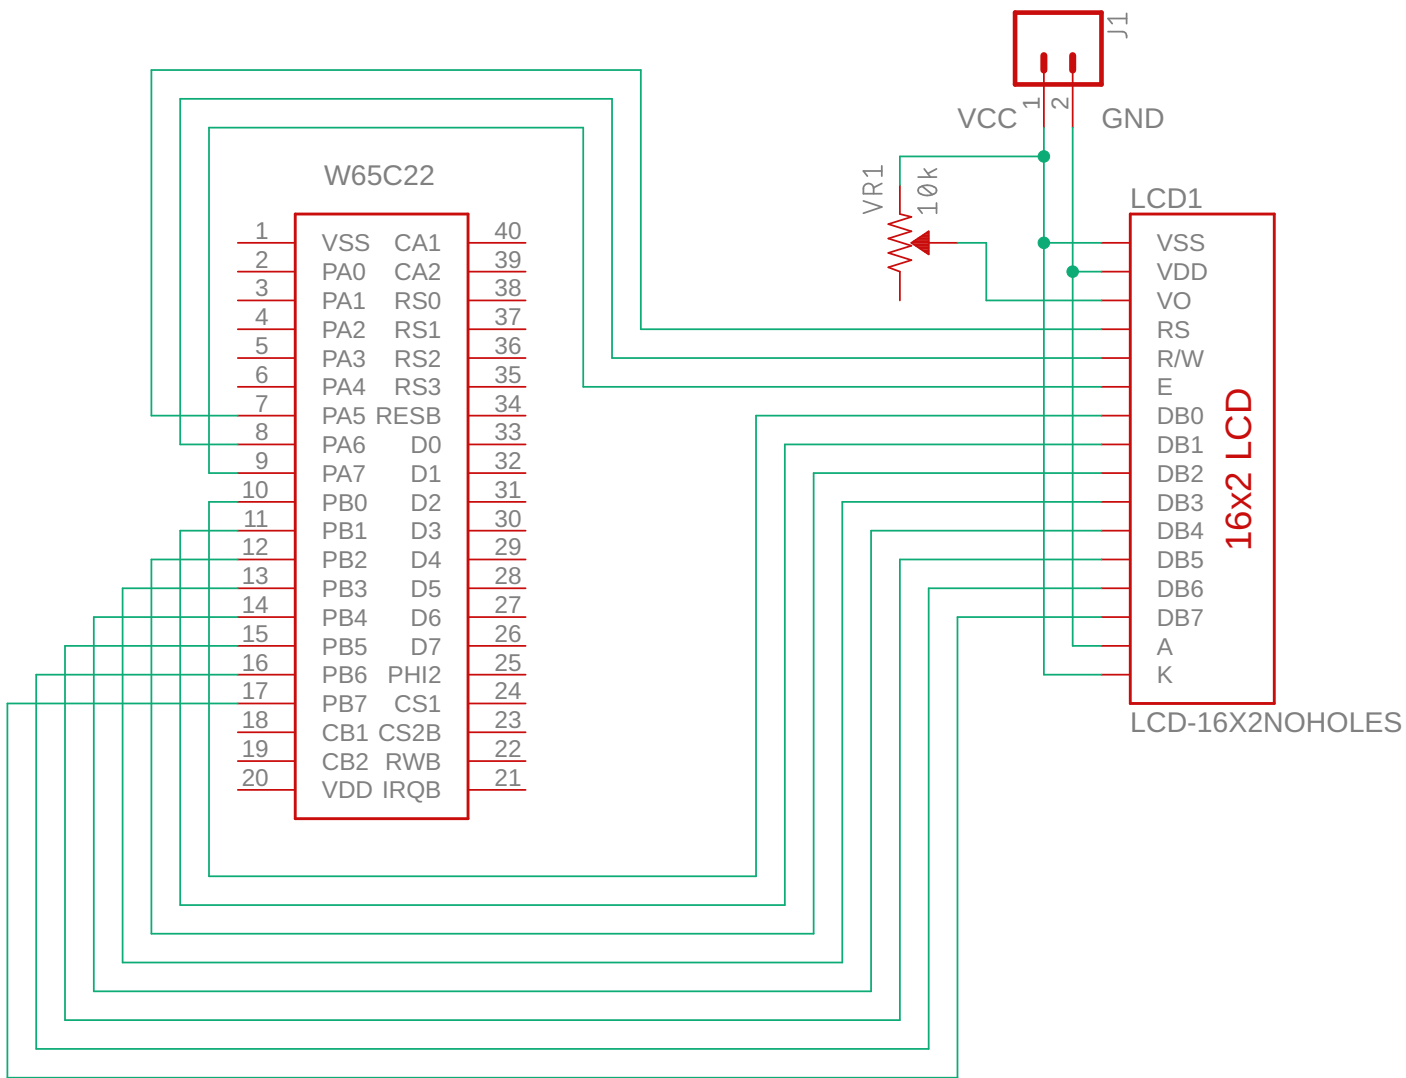 J1
1 2
VCC GND
VR1 10k
W65C22
LCD1
1 VSS CA1 40
2 PA0 CA2 39
3 PA1 RS0 38
4 PA2 RS1 37
5 PA3 RS2 36
6 PA4 RS3 35
7 PA5 RESB 34
8 PA6 D0 33
9 PA7 D1 32
10 PB0 D2 31
11 PB1 D3 30
12 PB2 D4 29
13 PB3 D5 28
14 PB4 D6 27
15 PB5 D7 26
16 PB6 PHI2 25
17 PB7 CS1 24
18 CB1 CS2B 23
19 CB2 RWB 22
20 VDD IRQB 21
VSS
VDD
VO
RS
R/W
E
DB0
DB1
DB2
DB3
DB4
DB5
DB6
DB7
A
K
16x2 LCD
LCD-16X2NOHOLES